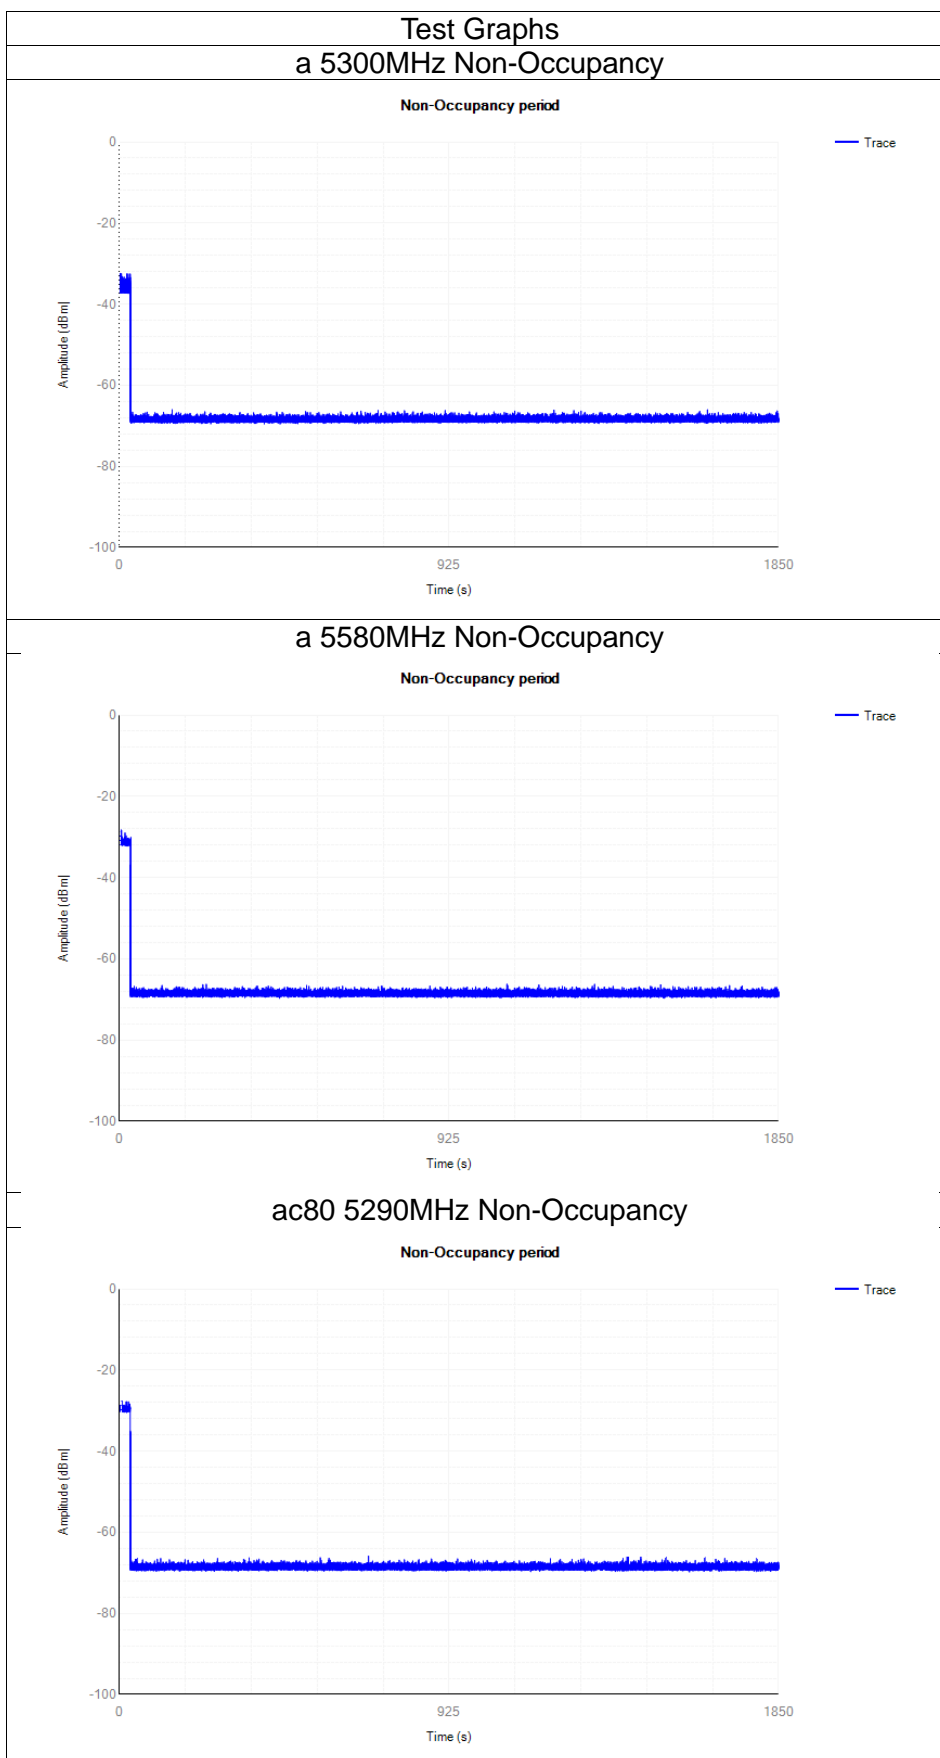 Test Graphs
a 5300MHz Non-Occupancy
Non-Occupancy period
Trace
0
-20
-40
-60
-80
-100
Amplitude [dBm]
0 925 1850
Time (s)
a 5580MHz Non-Occupancy
Non-Occupancy period
Trace
0
-20
-40
-60
-80
-100
Amplitude [dBm]
0 925 1850
Time (s)
ac80 5290MHz Non-Occupancy
Non-Occupancy period
Trace
0
-20
-40
-60
-80
-100
Amplitude [dBm]
0 925 1850
Time (s)